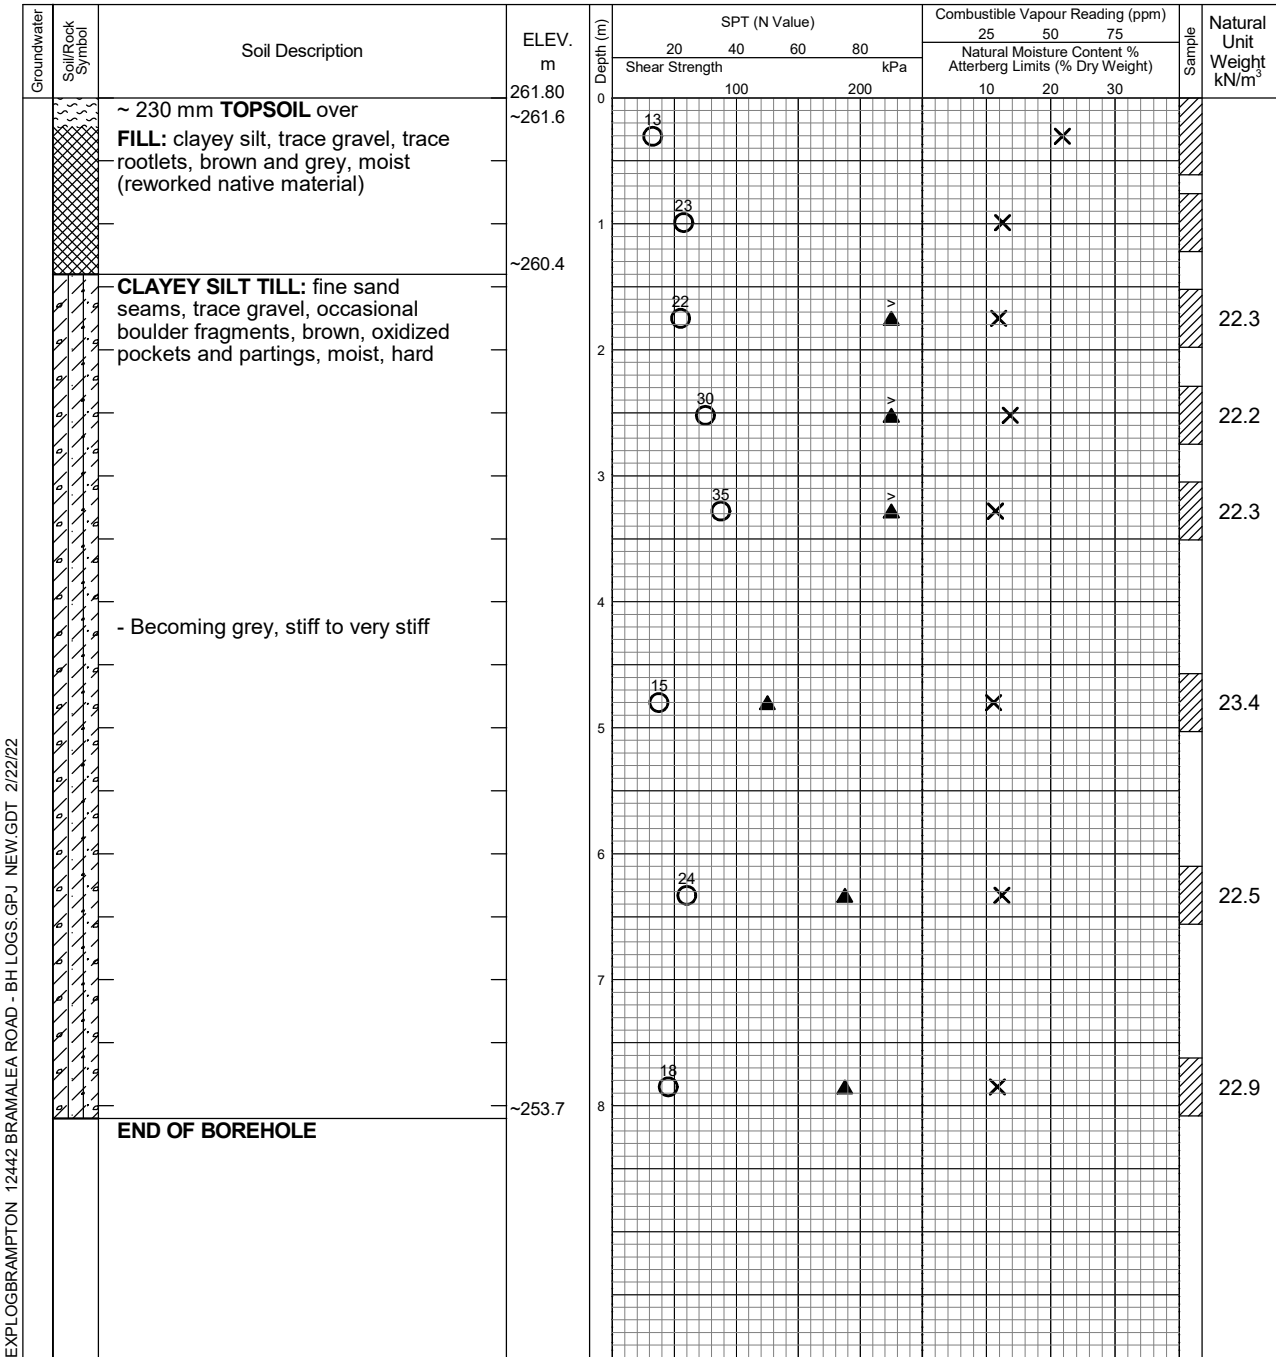 Groundwater
Soil/Rock
Symbol
Soil Description
ELEV.
m
Depth (m)
SPT (N Value)
20 40 60 80
Shear Strength kPa
100 200
Combustible Vapour Reading (ppm)
25 50 75
Natural Moisture Content %
Atterberg Limits (% Dry Weight)
10 20 30
Sample
Natural
Unit
Weight
kN/m³
261.80
0
~ 230 mm TOPSOIL over
~261.6
FILL: clayey silt, trace gravel, trace
rootlets, brown and grey, moist
(reworked native material)
13
23
1
~260.4
CLAYEY SILT TILL: fine sand
seams, trace gravel, occasional
boulder fragments, brown, oxidized
pockets and partings, moist, hard
22 > 22.3
2
30 > 22.2
3
35 > 22.3
4
- Becoming grey, stiff to very stiff
15 23.4
5
6
24 22.5
7
18 22.9
~253.7
8
END OF BOREHOLE
EXPLOGBRAMPTON 12442 BRAMALEA ROAD - BH LOGS.GPJ NEW.GDT 2/22/22